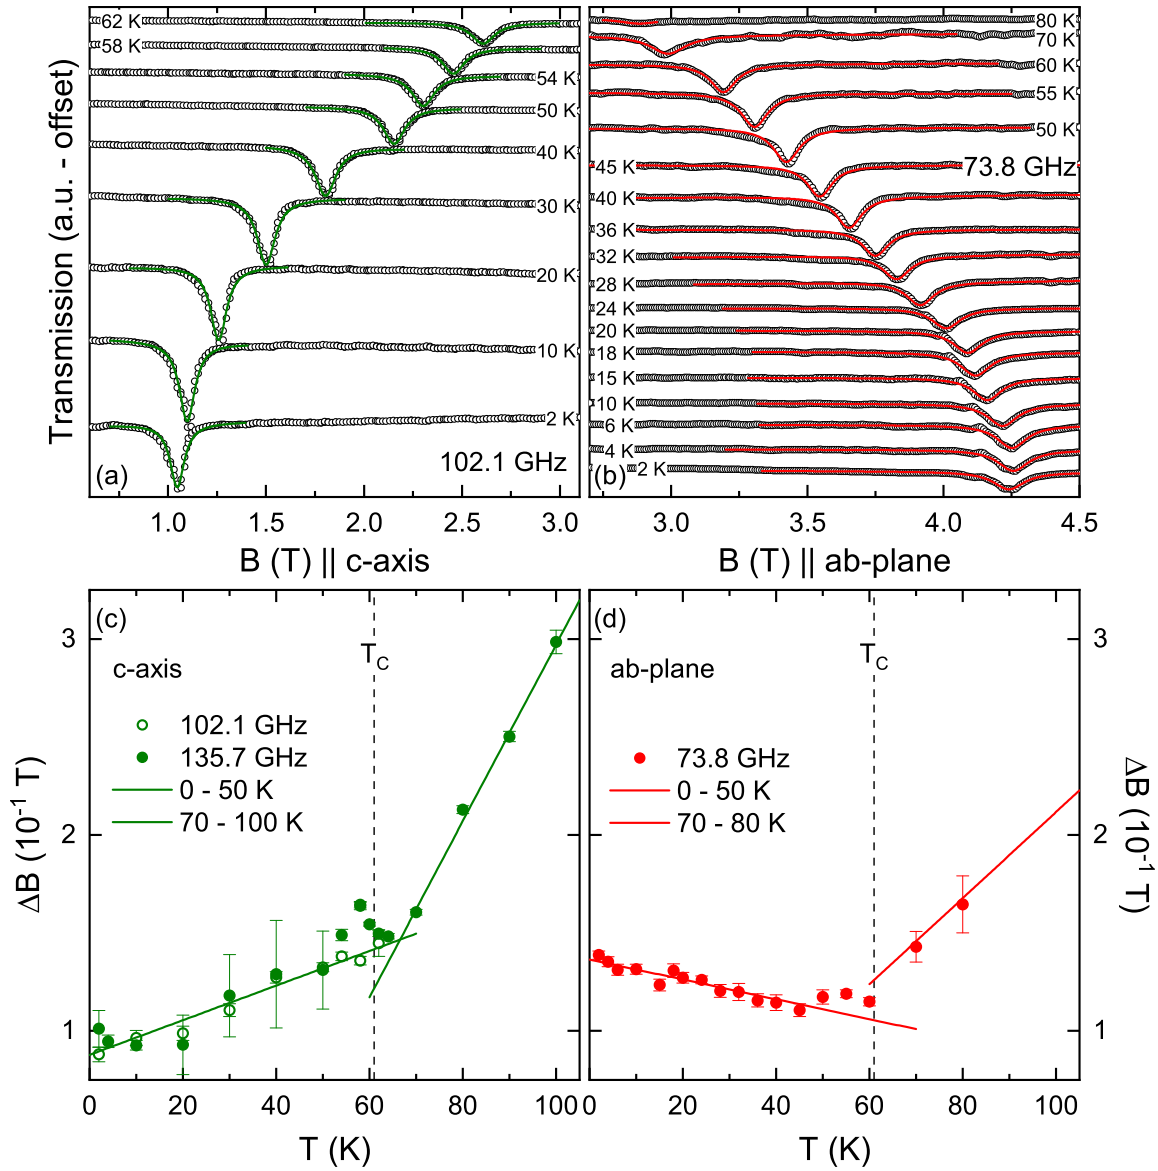 Transmission (a.u. - offset)
62 K
58 K
54 K
50 K
40 K
30 K
20 K
10 K
2 K
(a)
102.1 GHz
1.0 1.5 2.0 2.5 3.0
B (T) || c-axis
80 K
70 K
60 K
55 K
50 K
45 K
73.8 GHz
40 K
36 K
32 K
28 K
24 K
20 K
18 K
15 K
10 K
6 K
4 K
2 K
(b)
3.0 3.5 4.0 4.5
B (T) || ab-plane
(c)
T_C
c-axis
102.1 GHz
135.7 GHz
0 - 50 K
70 - 100 K
3
2
1
ΔB (10⁻¹ T)
0 20 40 60 80 100
T (K)
(d)
T_C
ab-plane
73.8 GHz
0 - 50 K
70 - 80 K
3
2
1
ΔB (10⁻¹ T)
0 20 40 60 80 100
T (K)